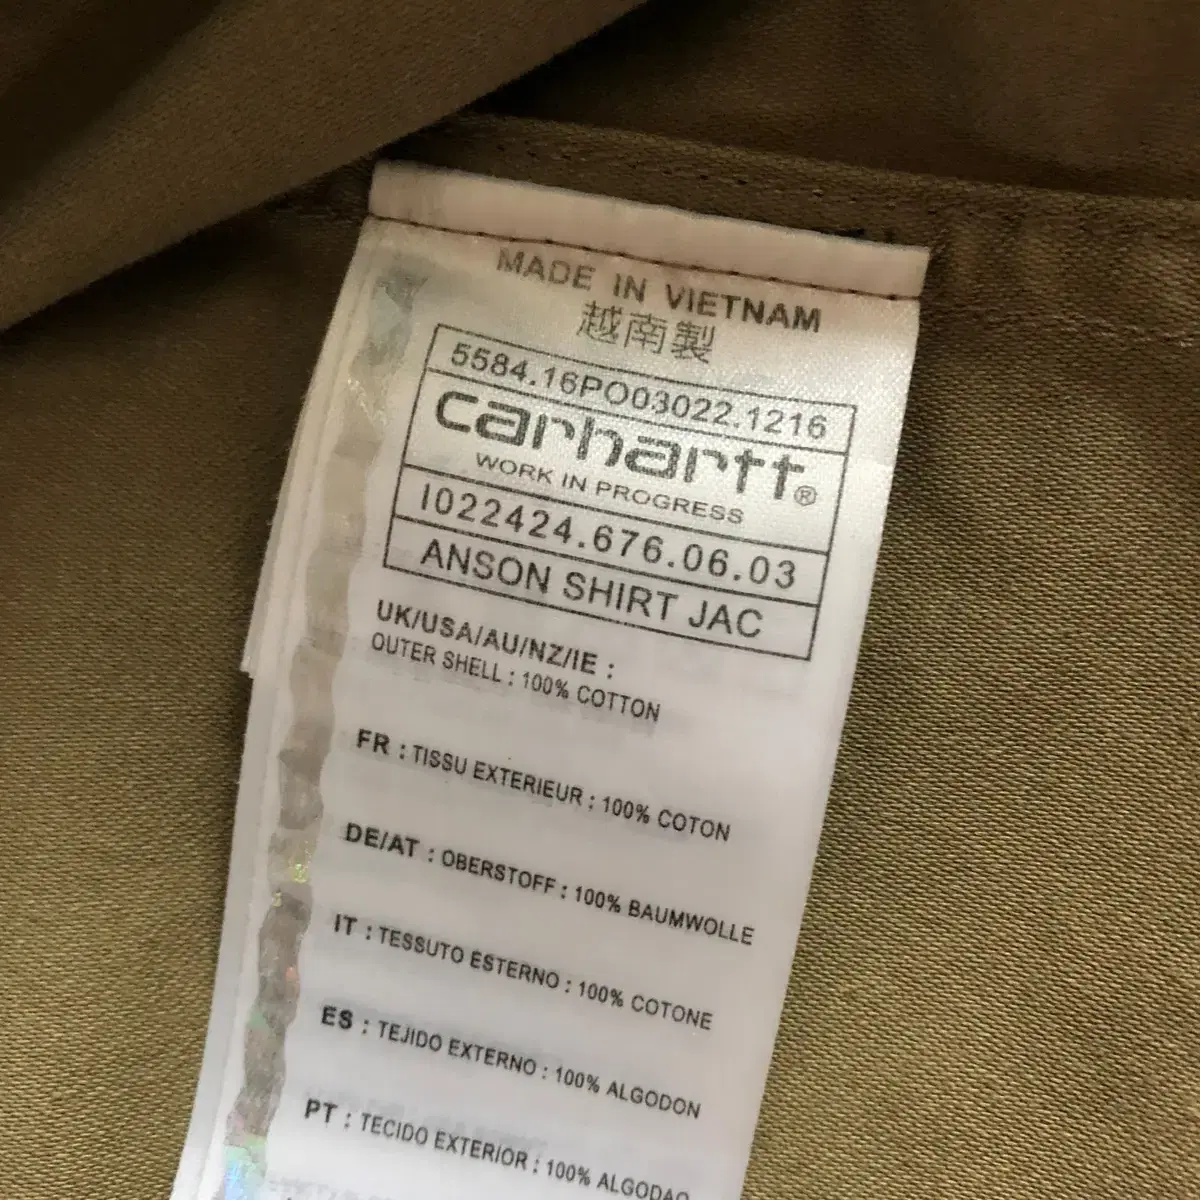 MADE IN VIETNAM
越南製
5584.16PO03022.1216
carhartt®
WORK IN PROGRESS
I022424.676.06.03
ANSON SHIRT JAC
UK/USA/AU/NZ/IE :
OUTER SHELL : 100% COTTON
FR : TISSU EXTERIEUR : 100% COTON
DE/AT : OBERSTOFF : 100% BAUMWOLLE
IT : TESSUTO ESTERNO : 100% COTONE
ES : TEJIDO EXTERNO : 100% ALGODON
PT : TECIDO EXTERIOR : 100% ALGODAO